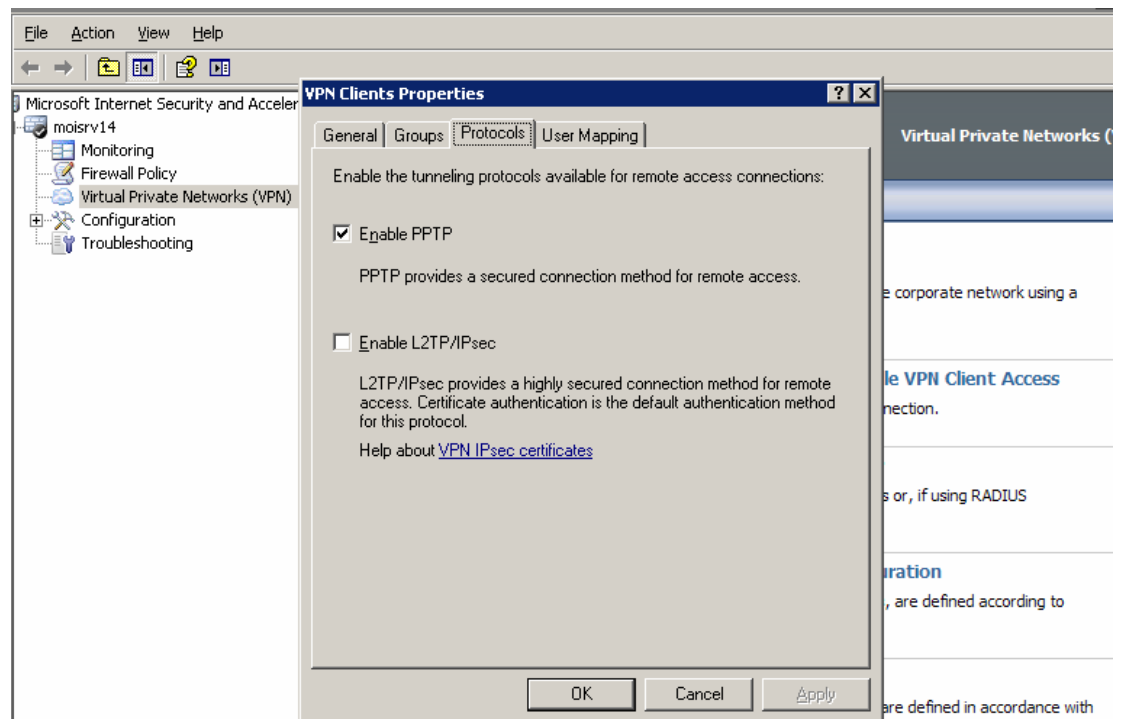 File Action View Help
Microsoft Internet Security and Acceler
moisrv14
Monitoring
Firewall Policy
Virtual Private Networks (VPN)
Configuration
Troubleshooting
VPN Clients Properties
General Groups Protocols User Mapping
Enable the tunneling protocols available for remote access connections:
Enable PPTP
PPTP provides a secured connection method for remote access.
Enable L2TP/IPsec
L2TP/IPsec provides a highly secured connection method for remote
access. Certificate authentication is the default authentication method
for this protocol.
Help about VPN IPsec certificates
OK Cancel Apply
Virtual Private Networks (
e corporate network using a
le VPN Client Access
nection.
s or, if using RADIUS
uration
, are defined according to
are defined in accordance with